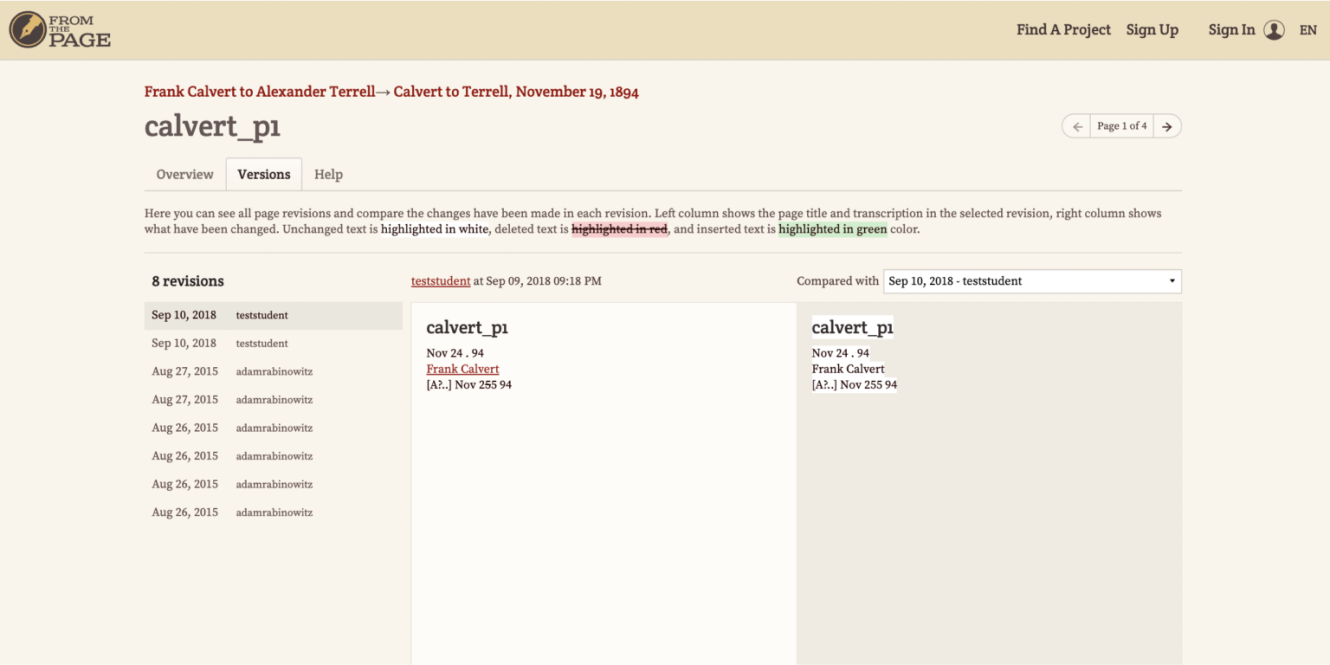 FROM
THE
PAGE
Find A Project Sign Up Sign In EN
Frank Calvert to Alexander Terrell→ Calvert to Terrell, November 19, 1894
calvert_p1
← Page 1 of 4 →
Overview Versions Help
Here you can see all page revisions and compare the changes have been made in each revision. Left column shows the page title and transcription in the selected revision, right column shows
what have been changed. Unchanged text is highlighted in white, deleted text is highlighted in red, and inserted text is highlighted in green color.
8 revisions
Sep 10, 2018 teststudent
Sep 10, 2018 teststudent
Aug 27, 2015 adamrabinowitz
Aug 27, 2015 adamrabinowitz
Aug 26, 2015 adamrabinowitz
Aug 26, 2015 adamrabinowitz
Aug 26, 2015 adamrabinowitz
Aug 26, 2015 adamrabinowitz
teststudent at Sep 09, 2018 09:18 PM
calvert_p1
Nov 24 . 94
Frank Calvert
[A?..] Nov 255 94
Compared with Sep 10, 2018 - teststudent
calvert_p1
Nov 24 . 94
Frank Calvert
[A?..] Nov 255 94